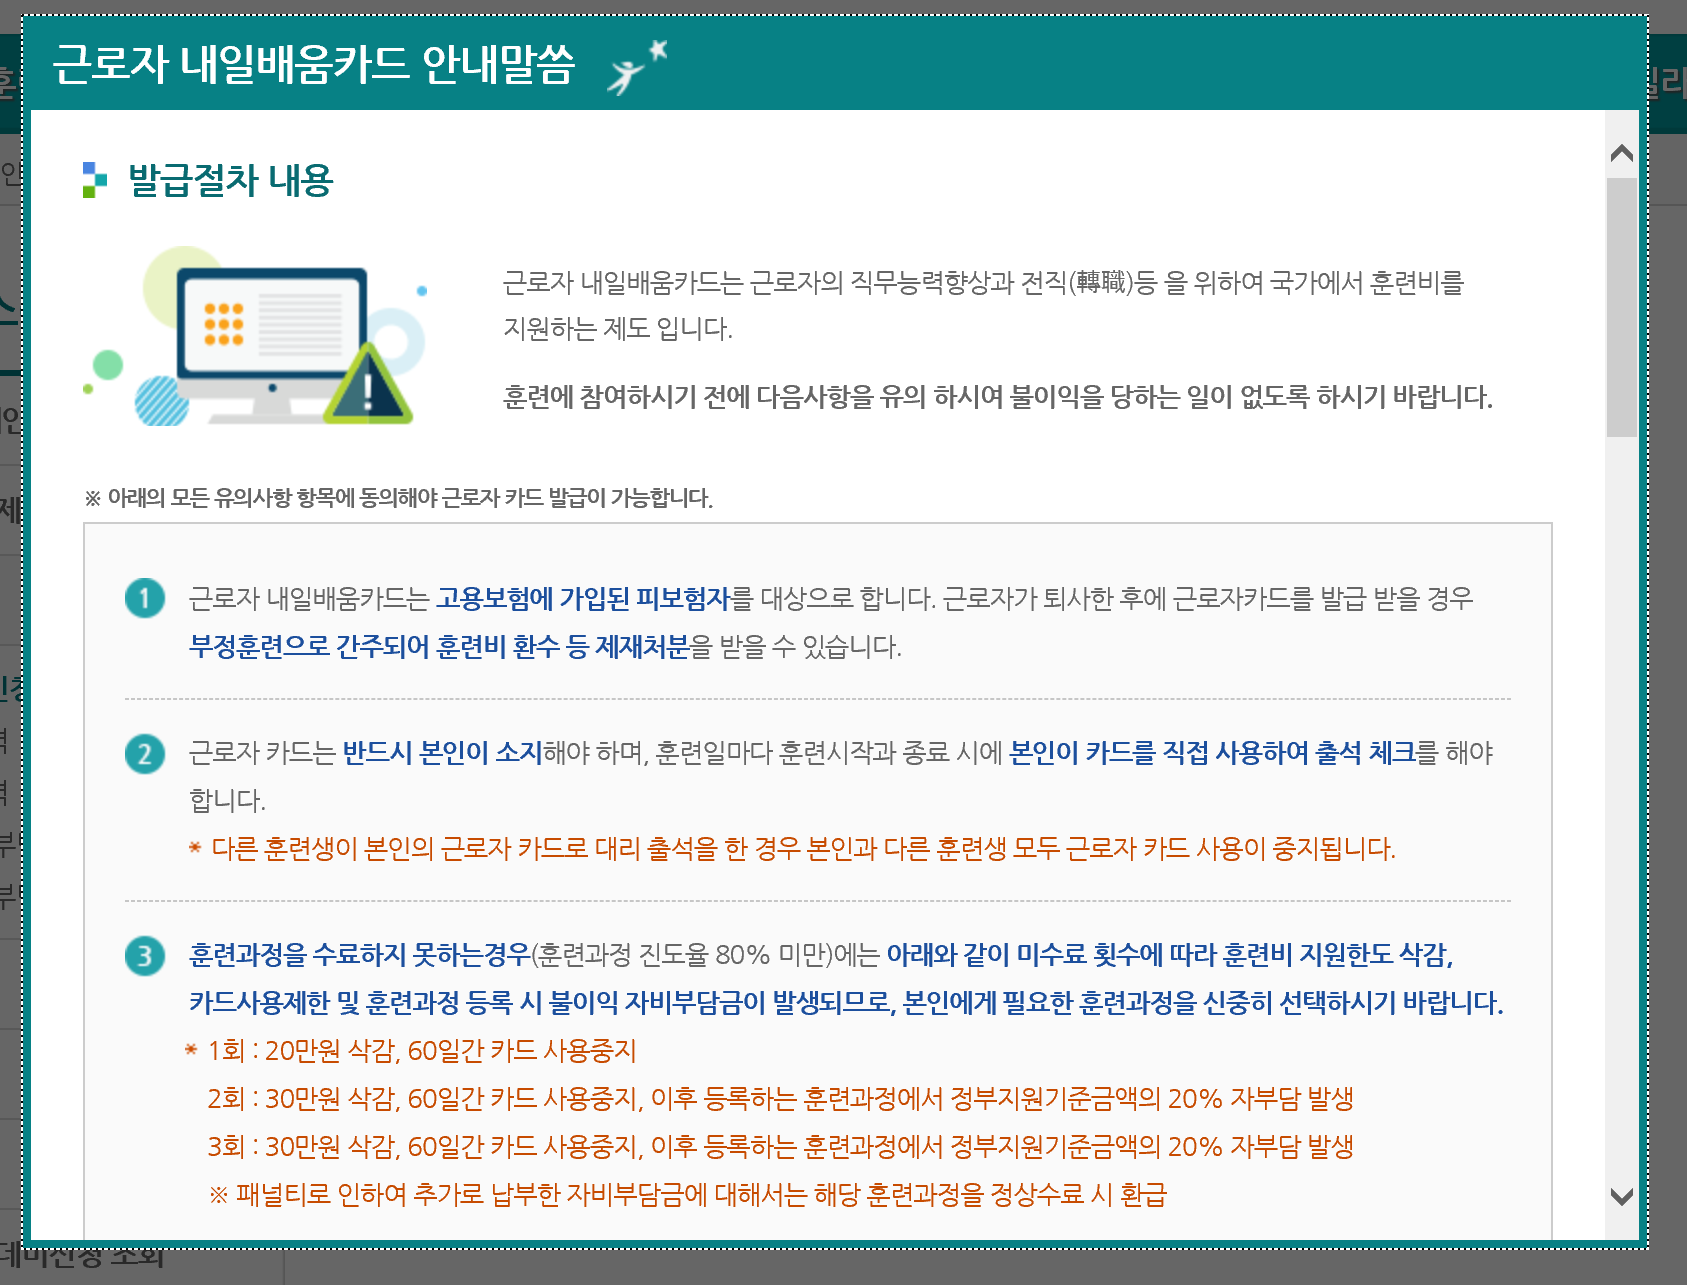 근로자 내일배움카드 안내말씀
발급절차 내용
근로자 내일배움카드는 근로자의 직무능력향상과 전직(轉職)등 을 위하여 국가에서 훈련비를
지원하는 제도 입니다.
훈련에 참여하시기 전에 다음사항을 유의 하시여 불이익을 당하는 일이 없도록 하시기 바랍니다.
※ 아래의 모든 유의사항 항목에 동의해야 근로자 카드 발급이 가능합니다.
1 근로자 내일배움카드는 고용보험에 가입된 피보험자를 대상으로 합니다. 근로자가 퇴사한 후에 근로자카드를 발급 받을 경우
부정훈련으로 간주되어 훈련비 환수 등 제재처분을 받을 수 있습니다.
2 근로자 카드는 반드시 본인이 소지해야 하며, 훈련일마다 훈련시작과 종료 시에 본인이 카드를 직접 사용하여 출석 체크를 해야
합니다.
* 다른 훈련생이 본인의 근로자 카드로 대리 출석을 한 경우 본인과 다른 훈련생 모두 근로자 카드 사용이 중지됩니다.
3 훈련과정을 수료하지 못하는경우(훈련과정 진도율 80% 미만)에는 아래와 같이 미수료 횟수에 따라 훈련비 지원한도 삭감,
카드사용제한 및 훈련과정 등록 시 불이익 자비부담금이 발생되므로, 본인에게 필요한 훈련과정을 신중히 선택하시기 바랍니다.
* 1회 : 20만원 삭감, 60일간 카드 사용중지
2회 : 30만원 삭감, 60일간 카드 사용중지, 이후 등록하는 훈련과정에서 정부지원기준금액의 20% 자부담 발생
3회 : 30만원 삭감, 60일간 카드 사용중지, 이후 등록하는 훈련과정에서 정부지원기준금액의 20% 자부담 발생
※ 패널티로 인하여 추가로 납부한 자비부담금에 대해서는 해당 훈련과정을 정상수료 시 환급